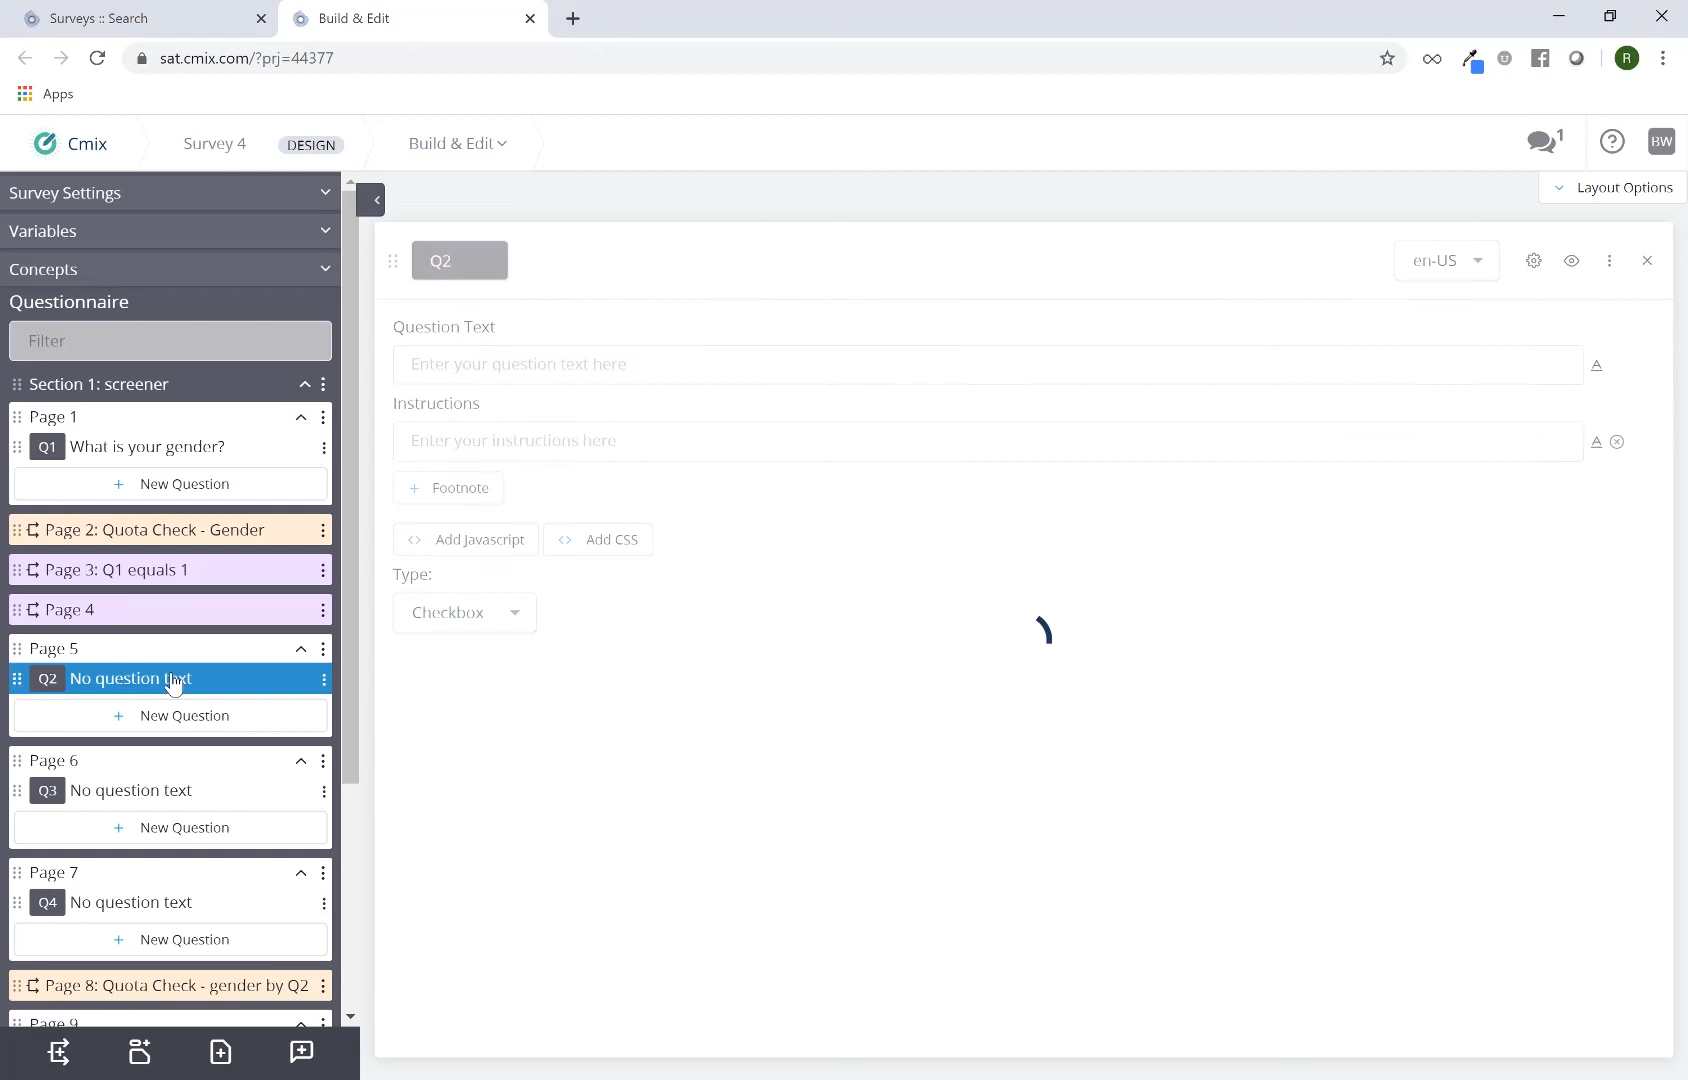 Surveys :: Search
Build & Edit
sat.cmix.com/?prj=44377
R
Apps
Cmix
Survey 4
DESIGN
Build & Edit
1
BW
Survey Settings
Layout Options
Variables
Concepts
Questionnaire
Filter
Section 1: screener
Page 1
Q1 What is your gender?
+ New Question
Page 2: Quota Check - Gender
Page 3: Q1 equals 1
Page 4
Page 5
Q2 No question text
+ New Question
Page 6
Q3 No question text
+ New Question
Page 7
Q4 No question text
+ New Question
Page 8: Quota Check - gender by Q2
Page 9
Q2
en-US
Question Text
Enter your question text here
A
Instructions
Enter your instructions here
A
+ Footnote
<> Add Javascript
<> Add CSS
Type:
Checkbox